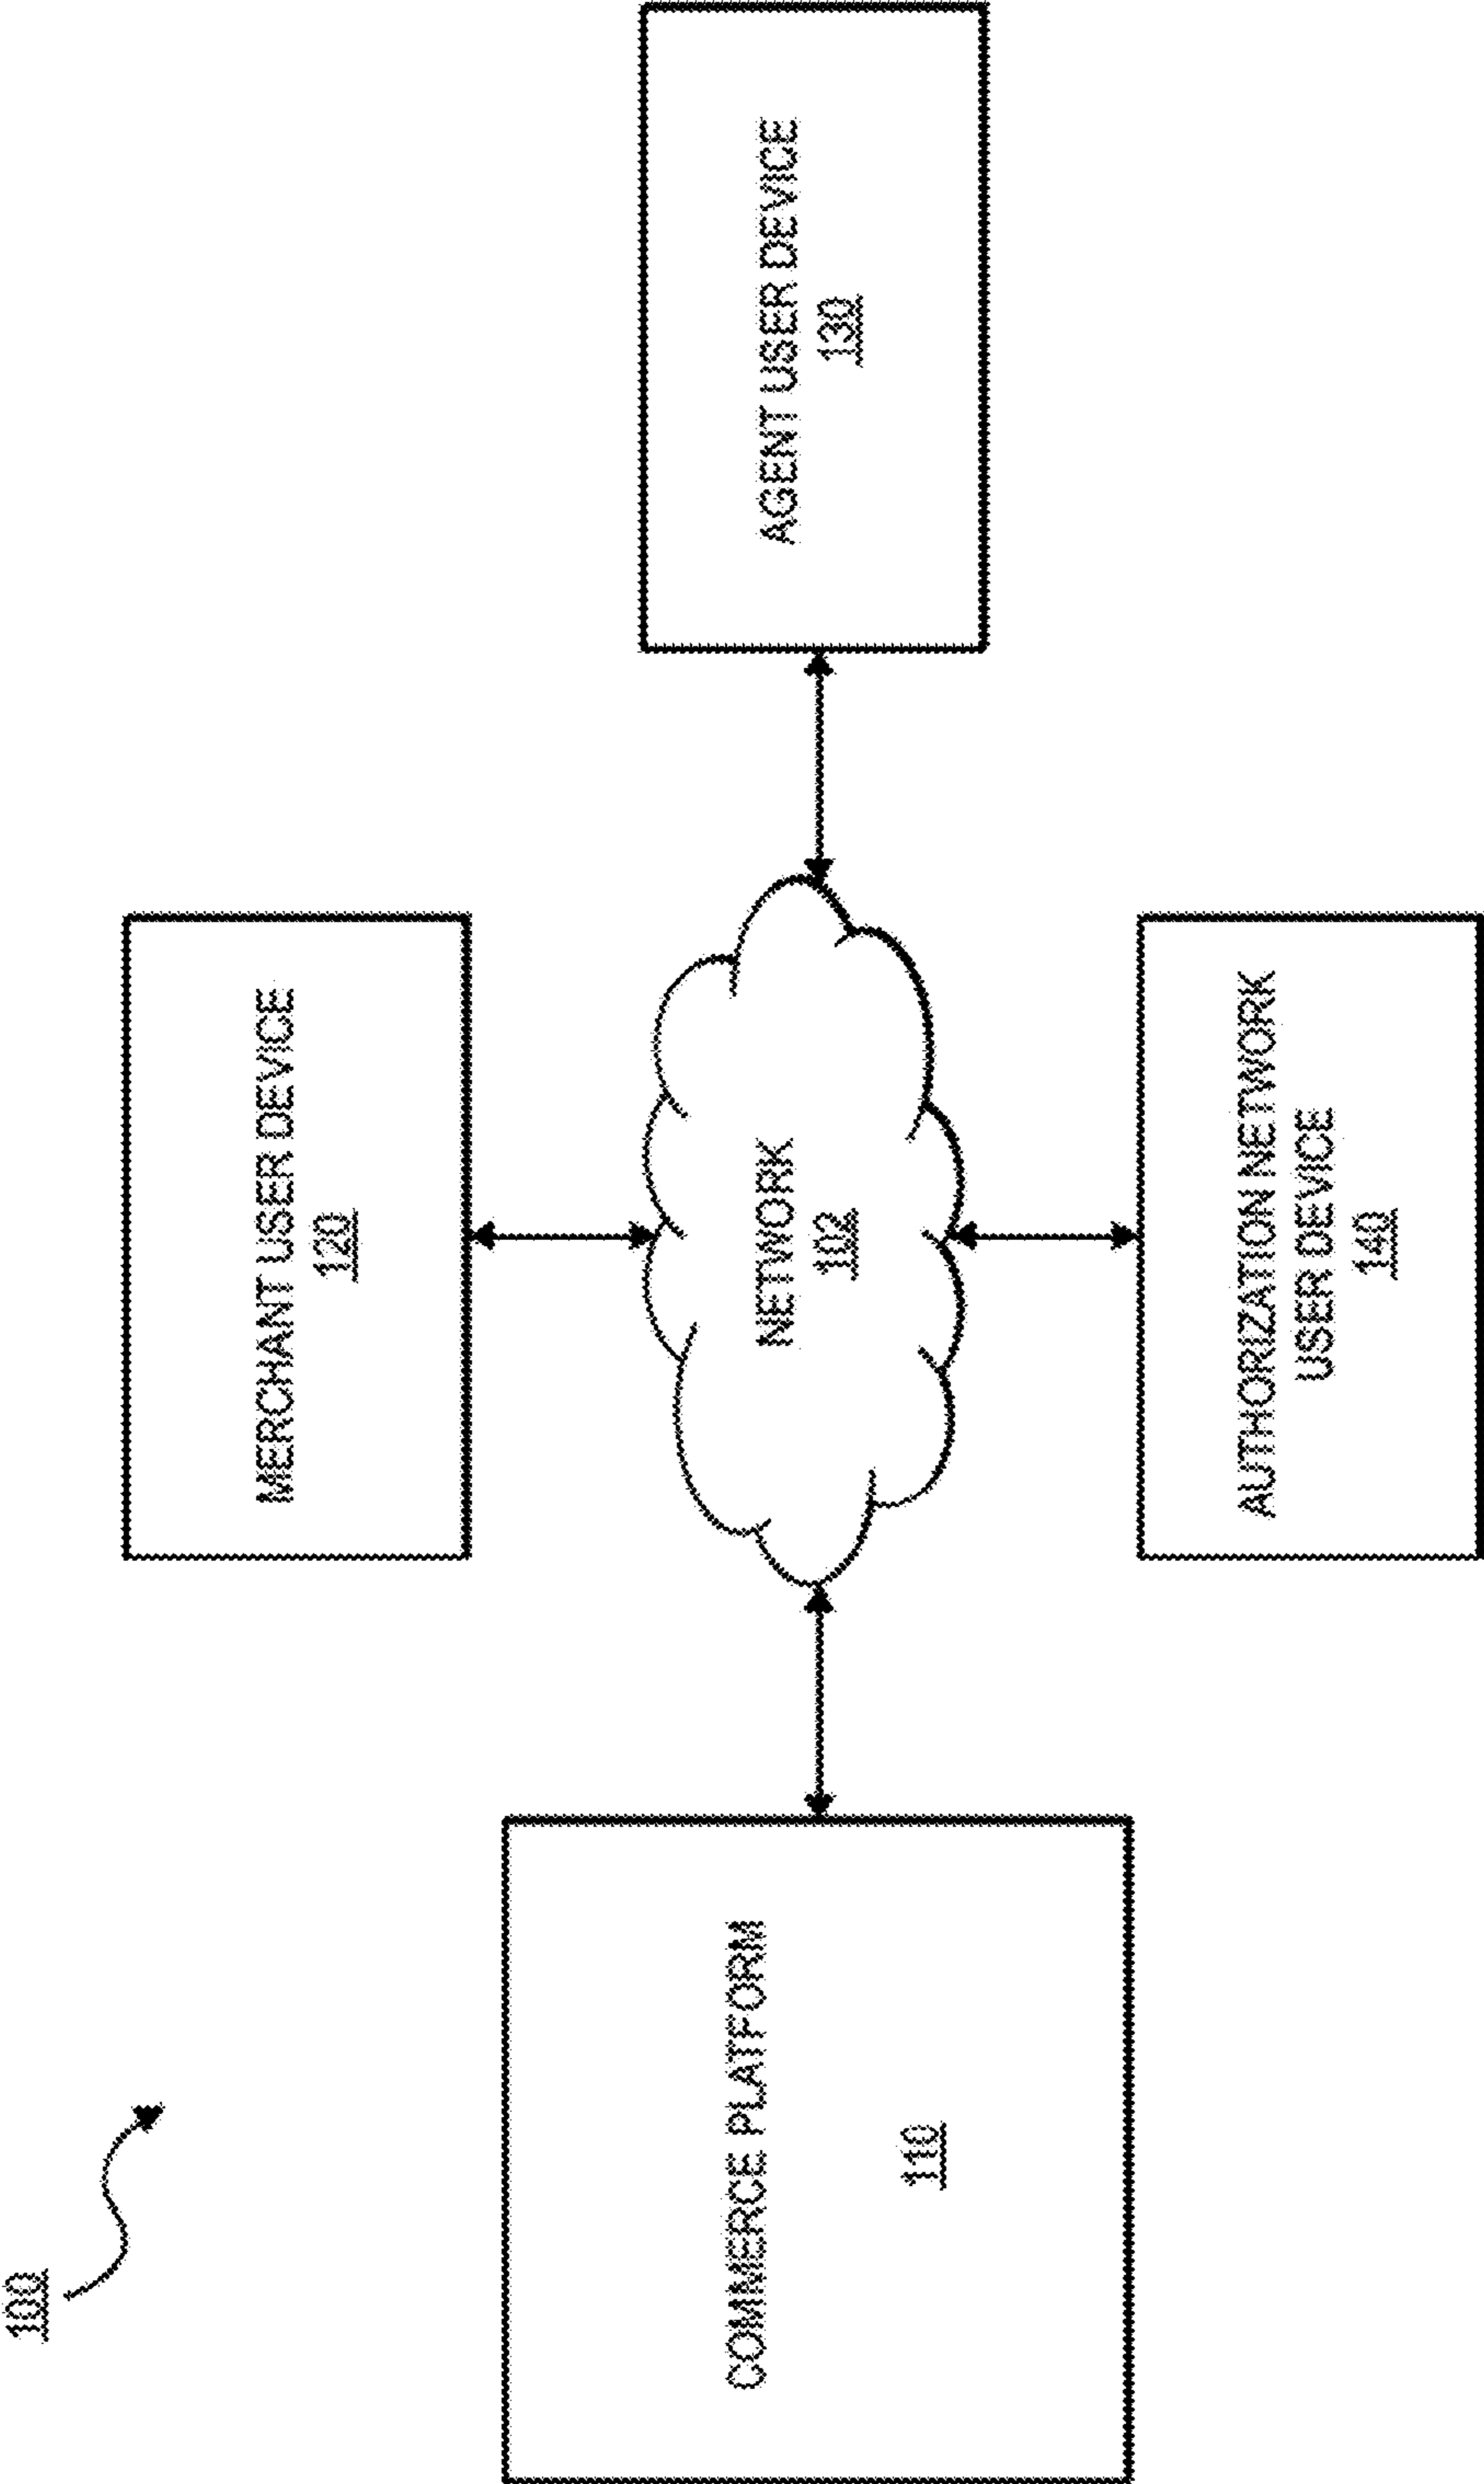 100
MERCHANT USER DEVICE
120
COMMERCE PLATFORM
110
NETWORK
102
AGENT USER DEVICE
130
AUTHORIZATION NETWORK
USER DEVICE
140